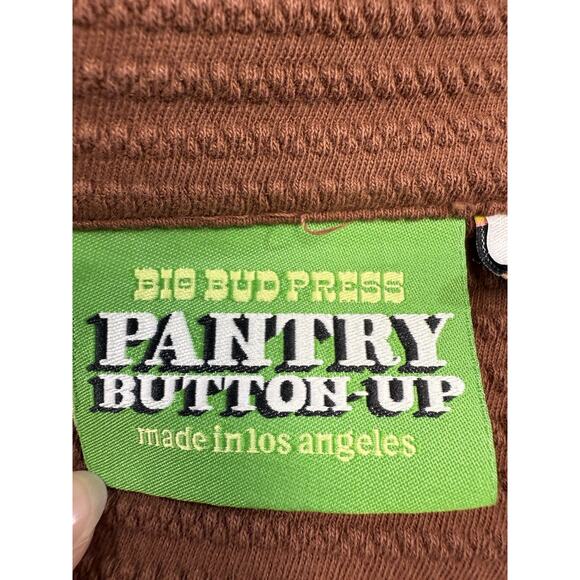 BIG BUD PRESS
PANTRY
BUTTON-UP
made in los angeles